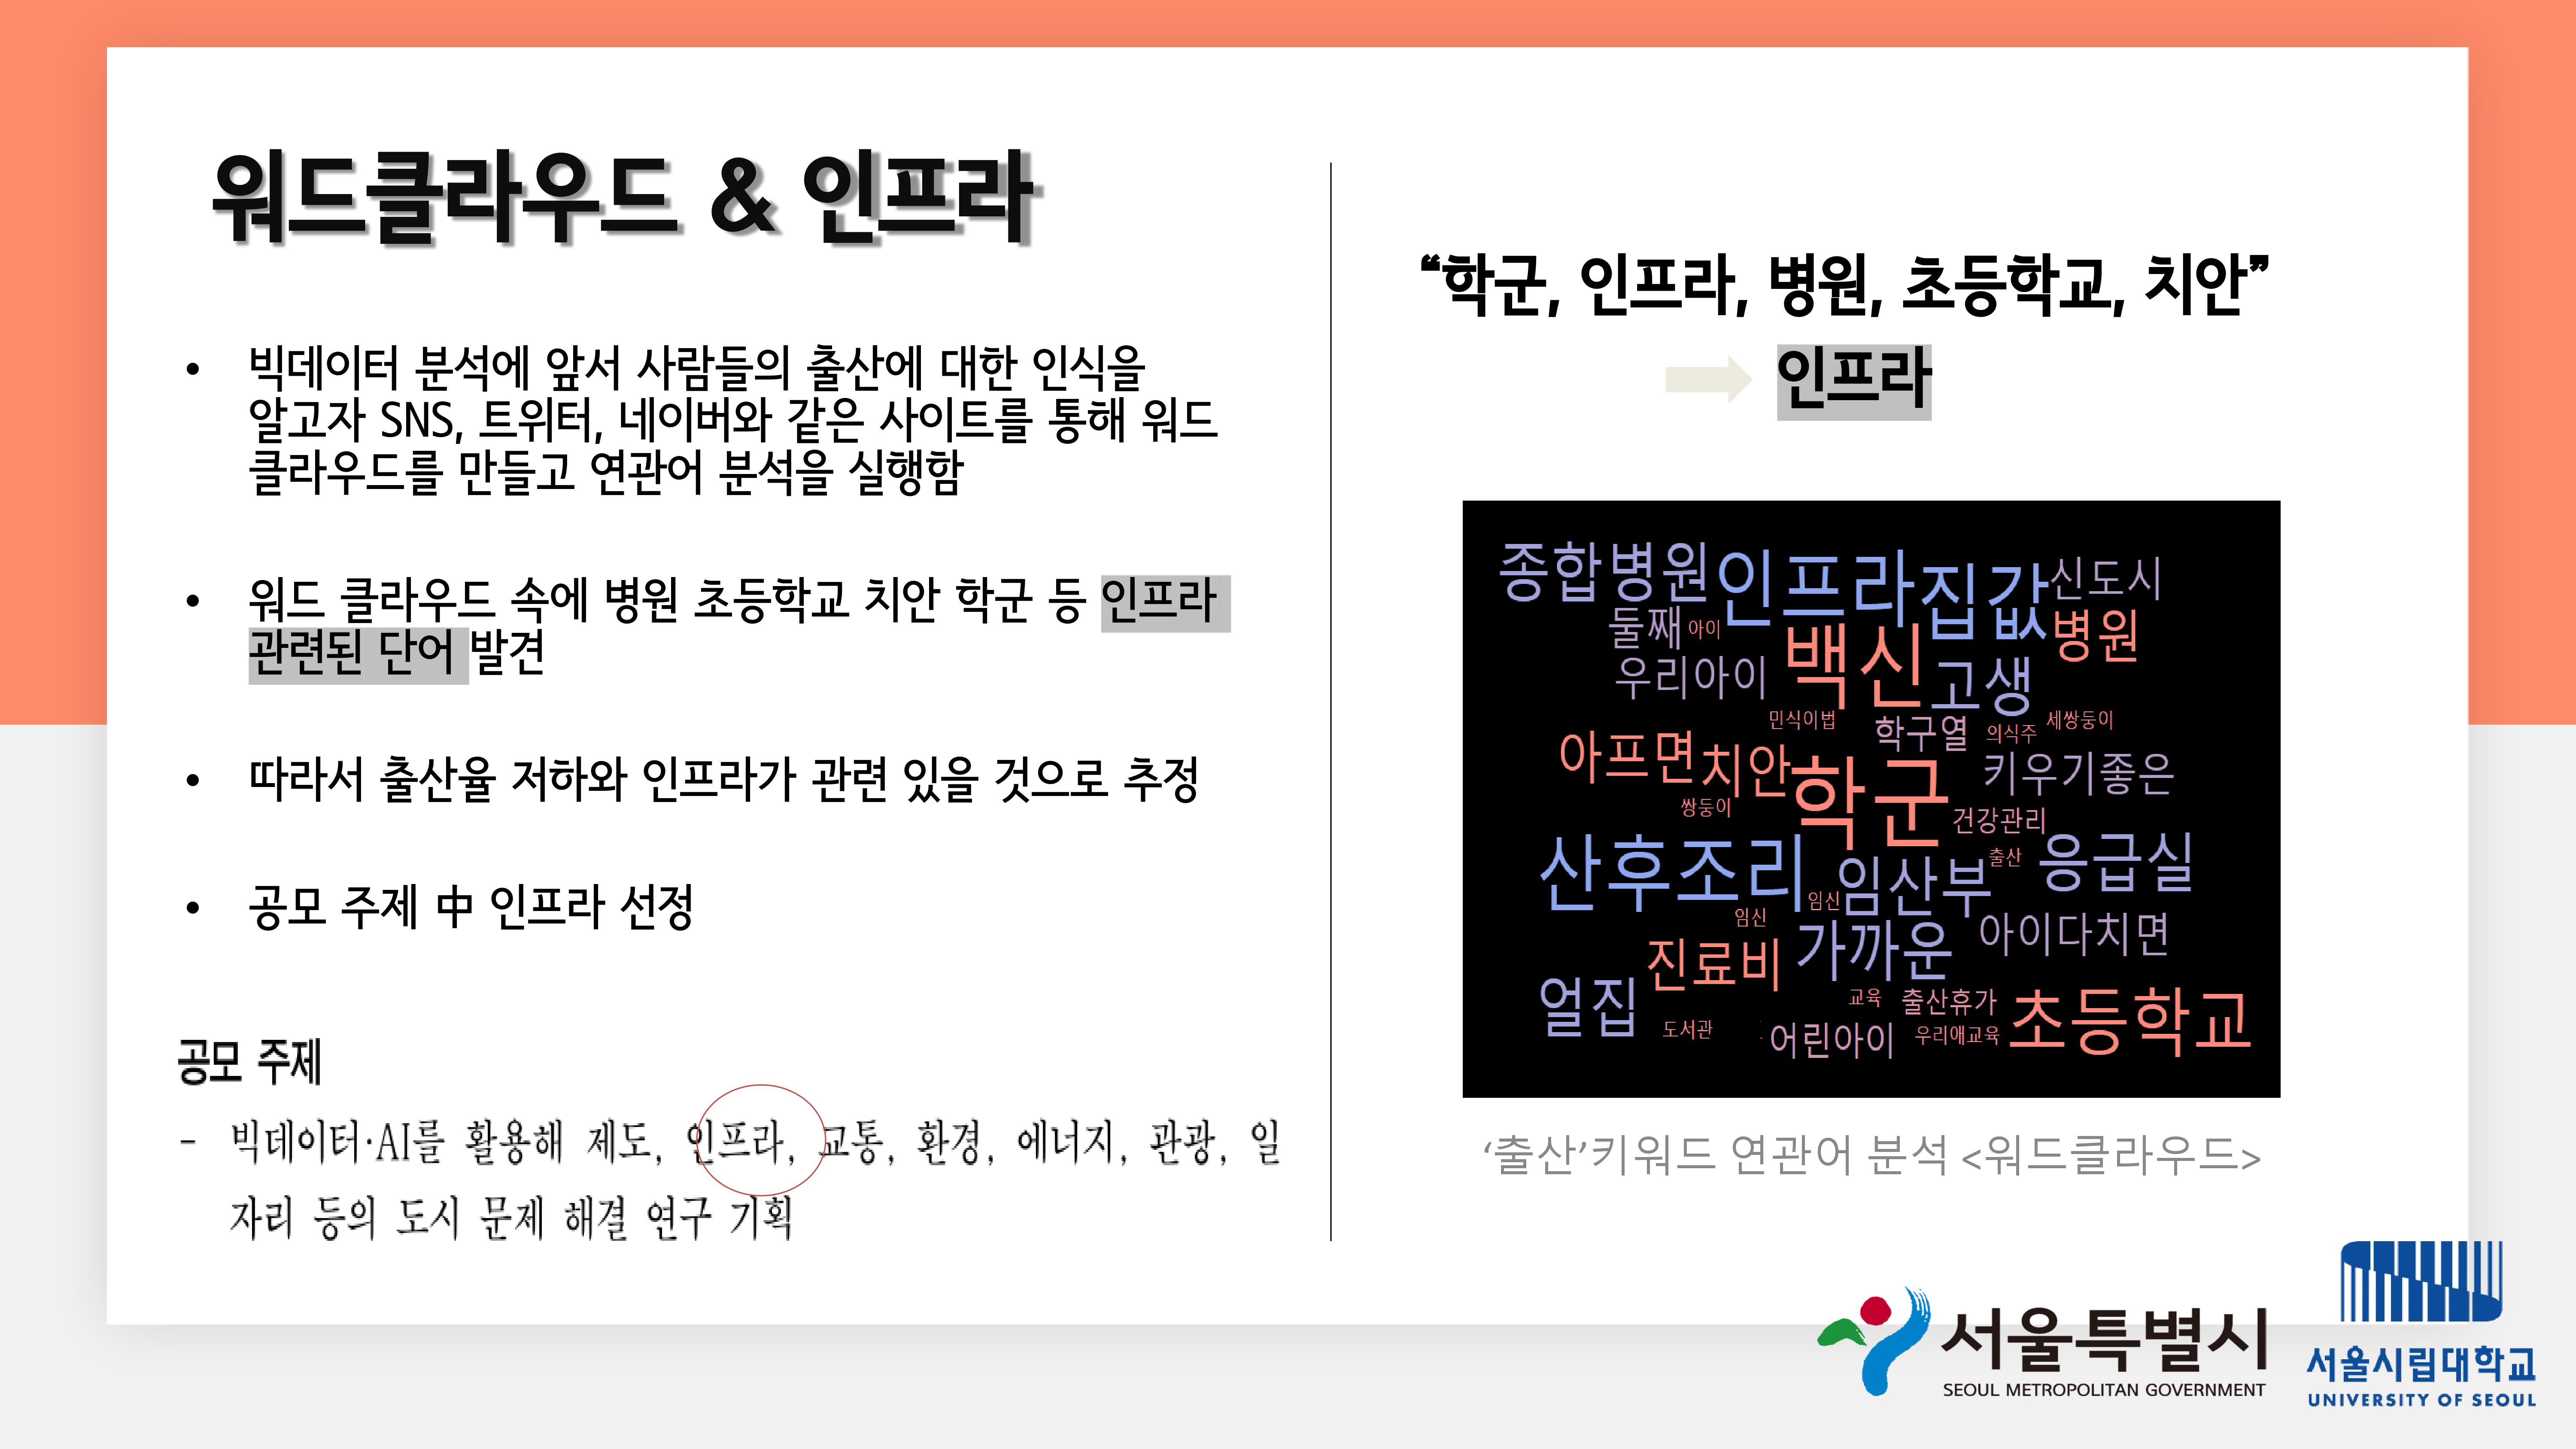 워드클라우드 & 인프라
• 빅데이터 분석에 앞서 사람들의 출산에 대한 인식을
알고자 SNS, 트위터, 네이버와 같은 사이트를 통해 워드
클라우드를 만들고 연관어 분석을 실행함
• 워드 클라우드 속에 병원 초등학교 치안 학군 등 인프라
관련된 단어 발견
• 따라서 출산율 저하와 인프라가 관련 있을 것으로 추정
• 공모 주제 中 인프라 선정
공모 주제
- 빅데이터·AI를 활용해 제도, 인프라, 교통, 환경, 에너지, 관광, 일
자리 등의 도시 문제 해결 연구 기획
“학군, 인프라, 병원, 초등학교, 치안”
인프라
종합병원 인프라 집값 신도시
둘째 아이 병원
우리아이 백신 고생
민식이법 학구열 의식주 세쌍둥이
아프면 치안 학군 키우기좋은
쌍둥이 건강관리
산후조리 임산부 출산 응급실
임신 임신
진료비 가까운 아이다치면
얼집 교육 출산휴가 초등학교
도서관 어린아이 우리애교육
‘출산’키워드 연관어 분석 <워드클라우드>
서울특별시
SEOUL METROPOLITAN GOVERNMENT
서울시립대학교
UNIVERSITY OF SEOUL